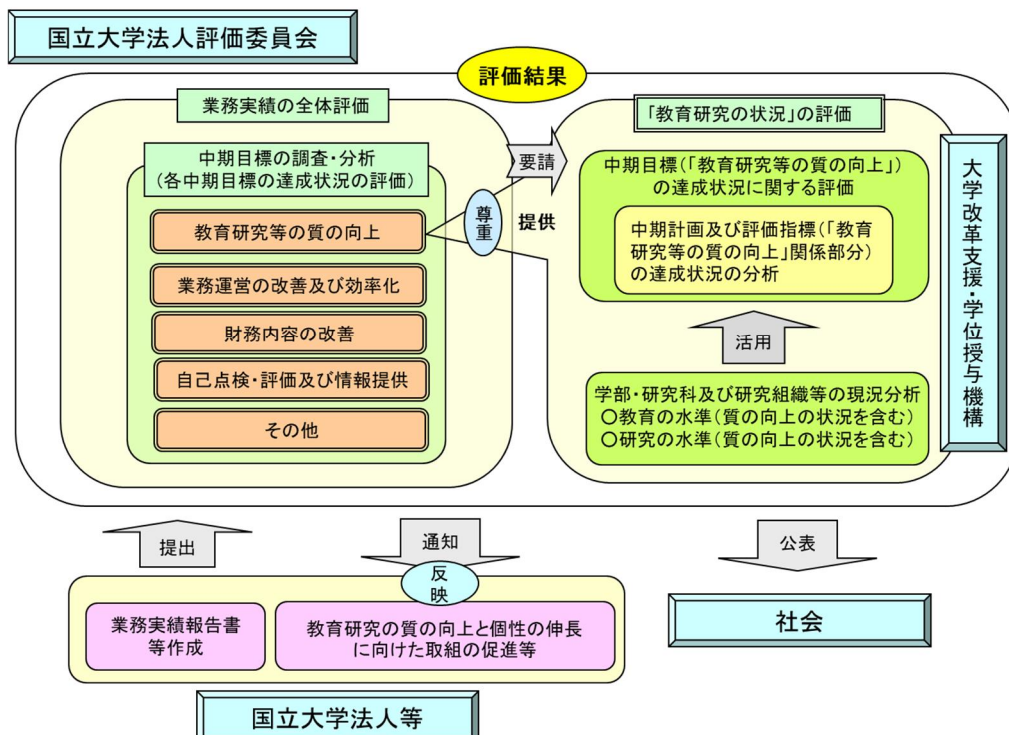 国立大学法人評価委員会
評価結果
業務実績の全体評価
中期目標の調査・分析
(各中期目標の達成状況の評価)
教育研究等の質の向上
業務運営の改善及び効率化
財務内容の改善
自己点検・評価及び情報提供
その他
要請
尊重
提供
「教育研究の状況」の評価
中期目標(「教育研究等の質の向上」)
の達成状況に関する評価
中期計画及び評価指標(「教育
研究等の質の向上」関係部分)
の達成状況の分析
活用
学部・研究科及び研究組織等の現況分析
○教育の水準(質の向上の状況を含む)
○研究の水準(質の向上の状況を含む)
大学改革支援・学位授与機構
提出
通知
反映
公表
業務実績報告書
等作成
教育研究の質の向上と個性の伸長
に向けた取組の促進等
社会
国立大学法人等